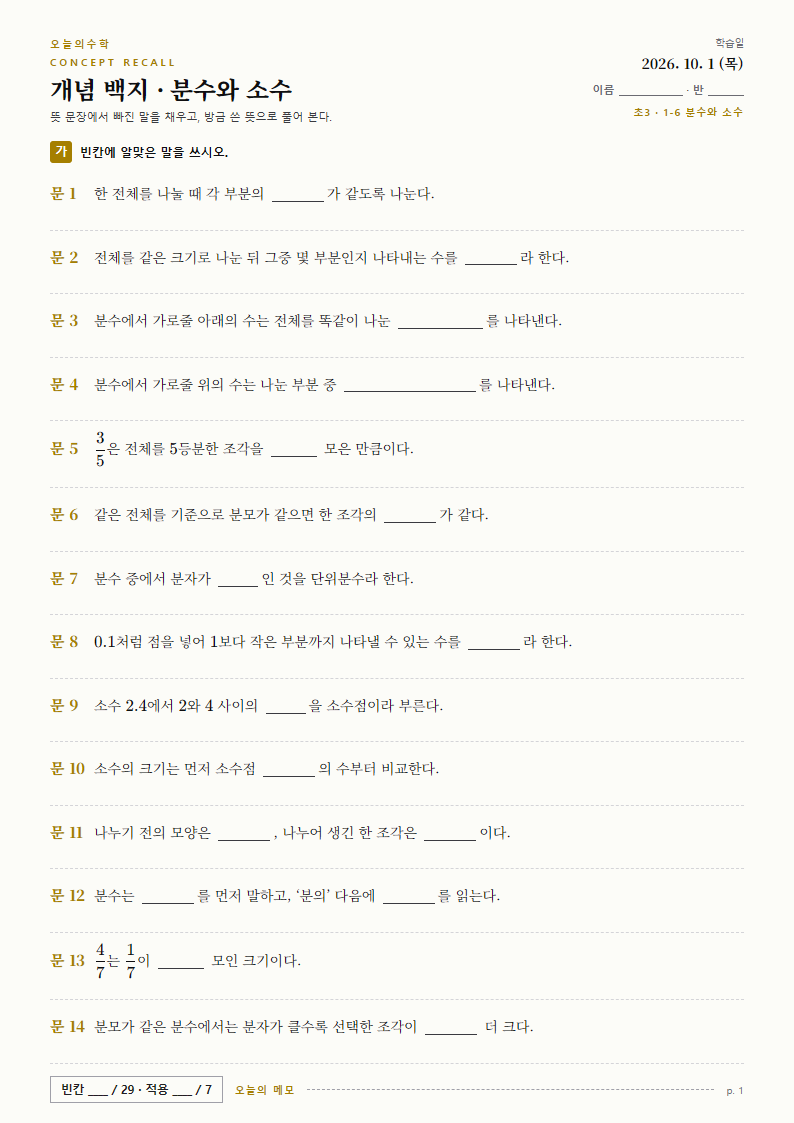 오늘의수학
CONCEPT RECALL
개념 백지 · 분수와 소수
뜻 문장에서 빠진 말을 채우고, 방금 쓴 뜻으로 풀어 본다.
학습일
2026. 10. 1 (목)
이름 ________ · 반 ____
초3 · 1-6 분수와 소수
가 빈칸에 알맞은 말을 쓰시오.
문 1 한 전체를 나눌 때 각 부분의 ______ 가 같도록 나눈다.
문 2 전체를 같은 크기로 나눈 뒤 그중 몇 부분인지 나타내는 수를 ______ 라 한다.
문 3 분수에서 가로줄 아래의 수는 전체를 똑같이 나눈 __________ 를 나타낸다.
문 4 분수에서 가로줄 위의 수는 나눈 부분 중 ________________ 를 나타낸다.
문 5 3/5은 전체를 5등분한 조각을 ______ 모은 만큼이다.
문 6 같은 전체를 기준으로 분모가 같으면 한 조각의 ______ 가 같다.
문 7 분수 중에서 분자가 _____ 인 것을 단위분수라 한다.
문 8 0.1처럼 점을 넣어 1보다 작은 부분까지 나타낼 수 있는 수를 ______ 라 한다.
문 9 소수 2.4에서 2와 4 사이의 _____ 을 소수점이라 부른다.
문 10 소수의 크기는 먼저 소수점 ______ 의 수부터 비교한다.
문 11 나누기 전의 모양은 ______ , 나누어 생긴 한 조각은 ______ 이다.
문 12 분수는 ______ 를 먼저 말하고, ‘분의’ 다음에 ______ 를 읽는다.
문 13 4/7는 1/7이 ______ 모인 크기이다.
문 14 분모가 같은 분수에서는 분자가 클수록 선택한 조각이 ______ 더 크다.
빈칸 ___ / 29 · 적용 ___ / 7 오늘의 메모 p. 1